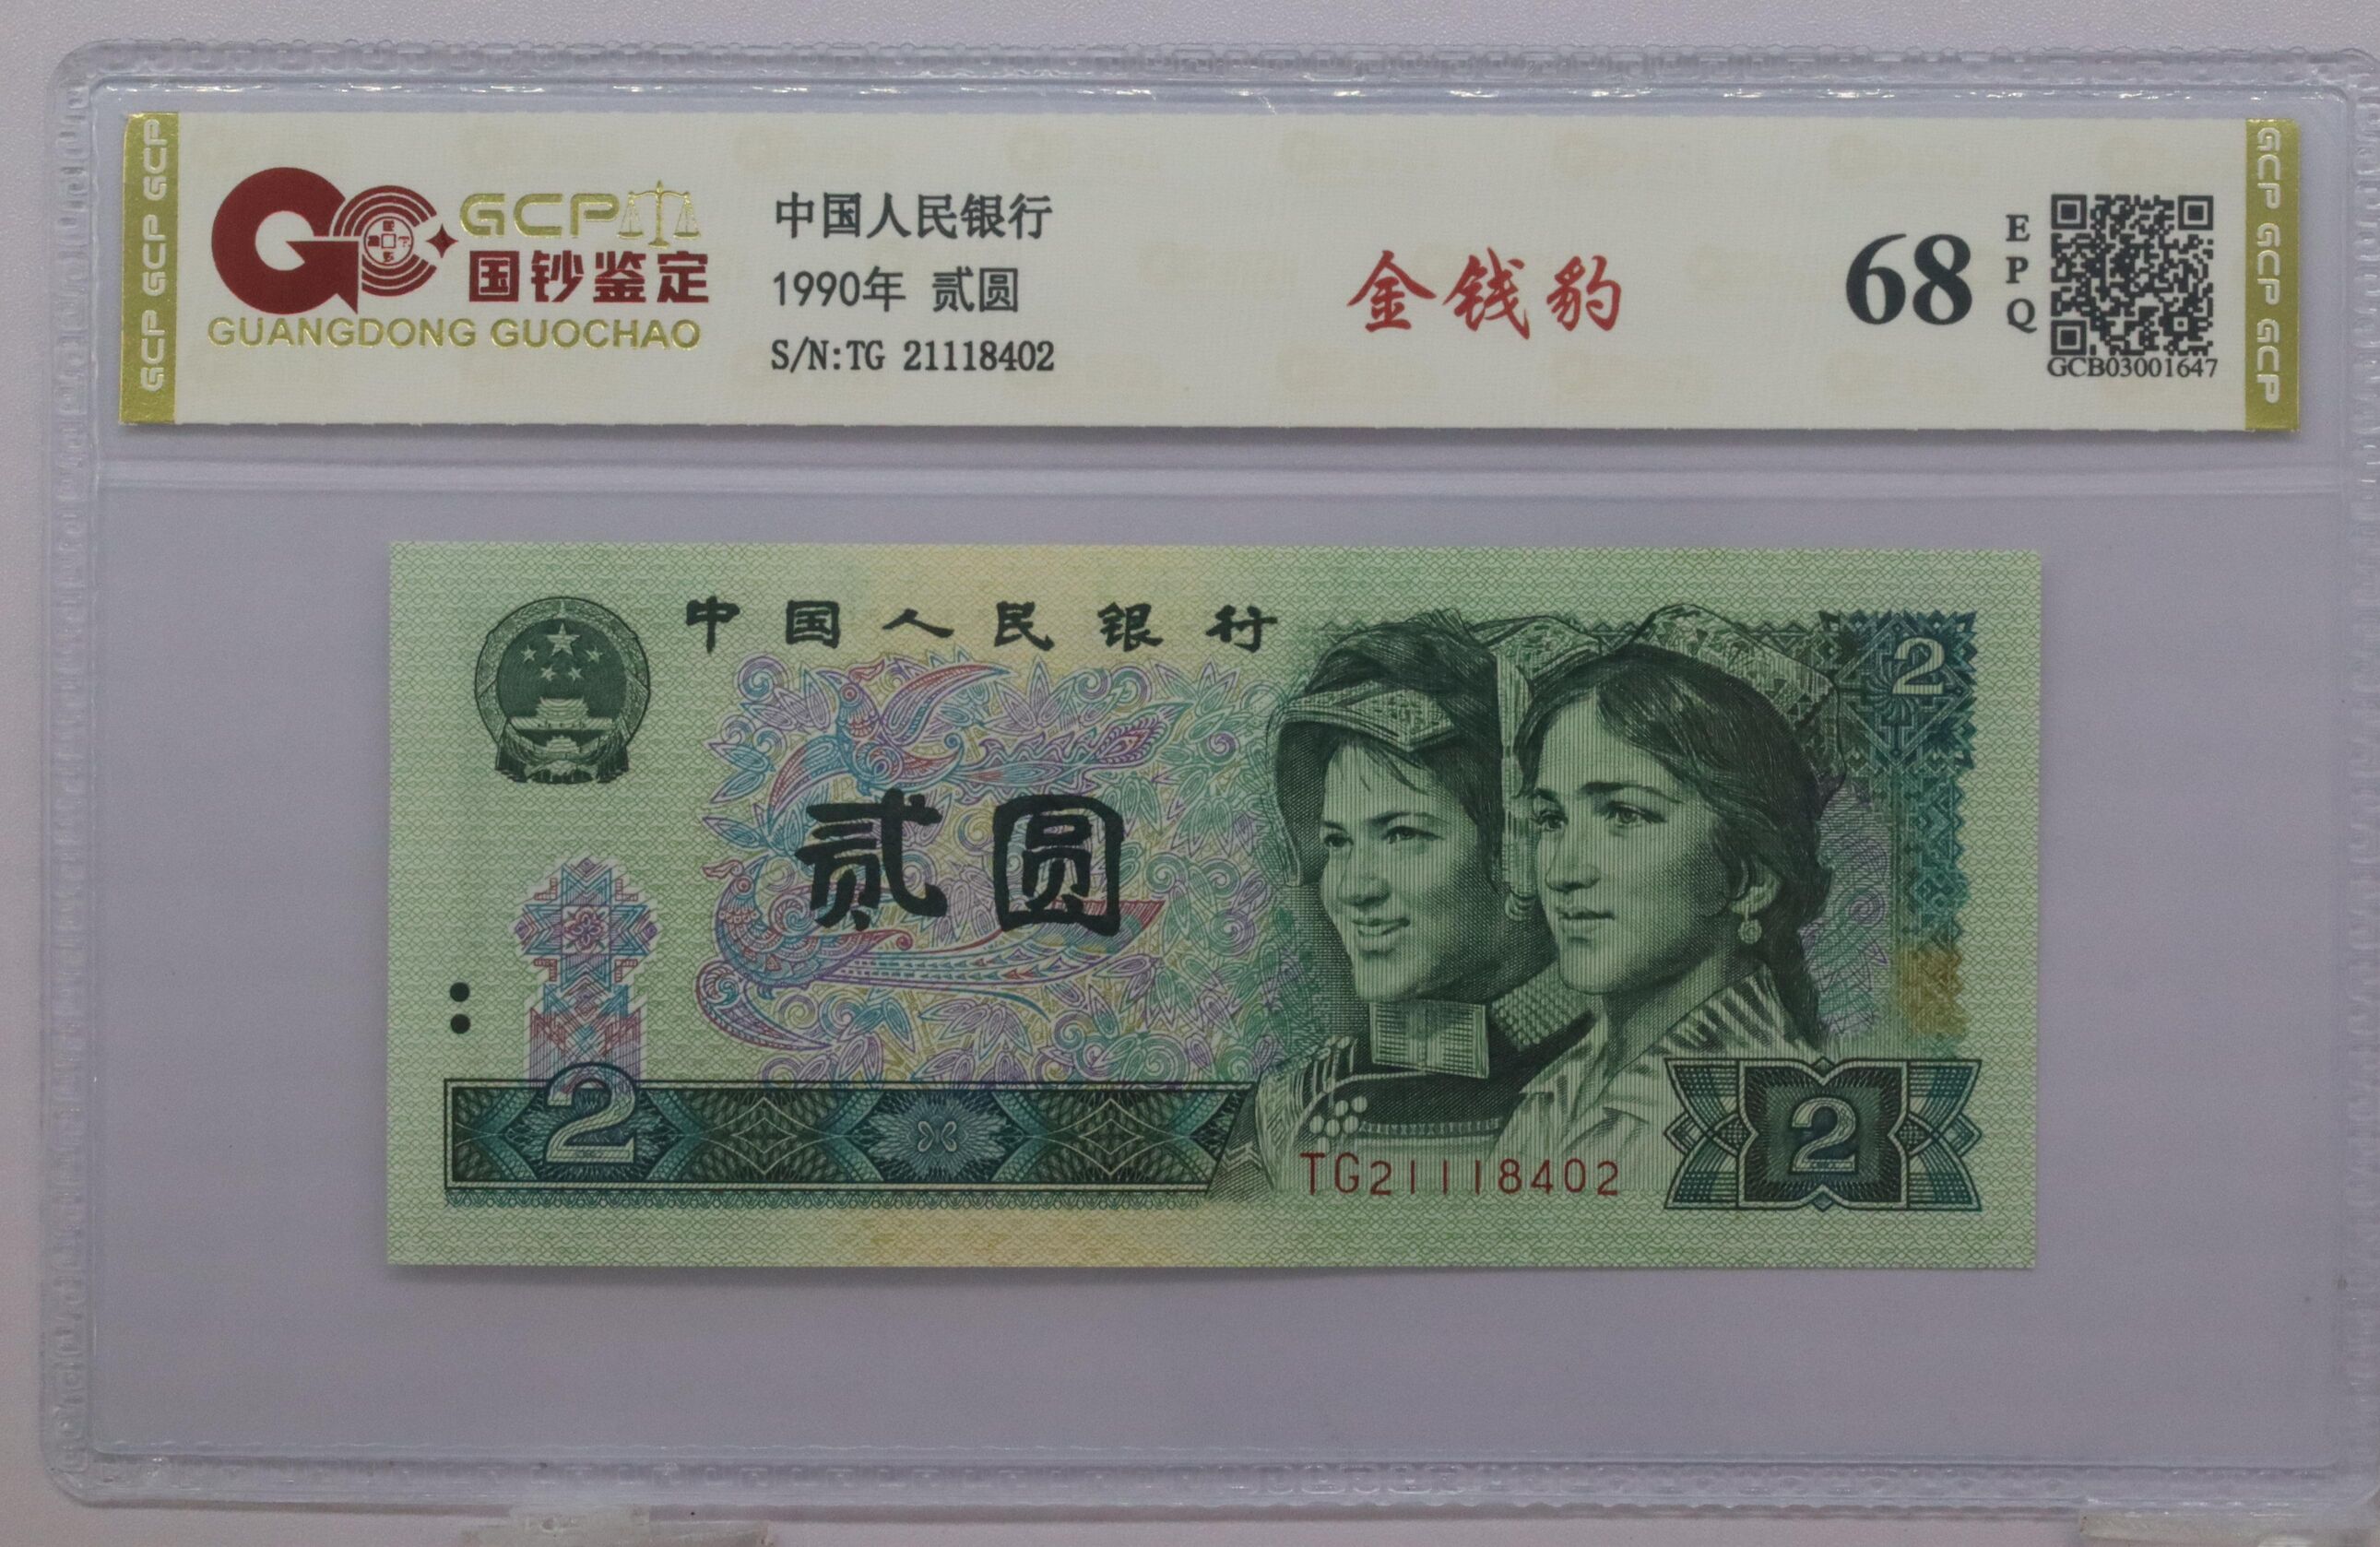 GCP GCP GCP
GCP
国钞鉴定
GUANGDONG GUOCHAO
中国人民银行
1990年 贰圆
S/N:TG 21118402
金钱豹
68
EPQ
GCB03001647
GCP GCP GCP
中国人民银行
2
贰圆
2
2
TG21118402